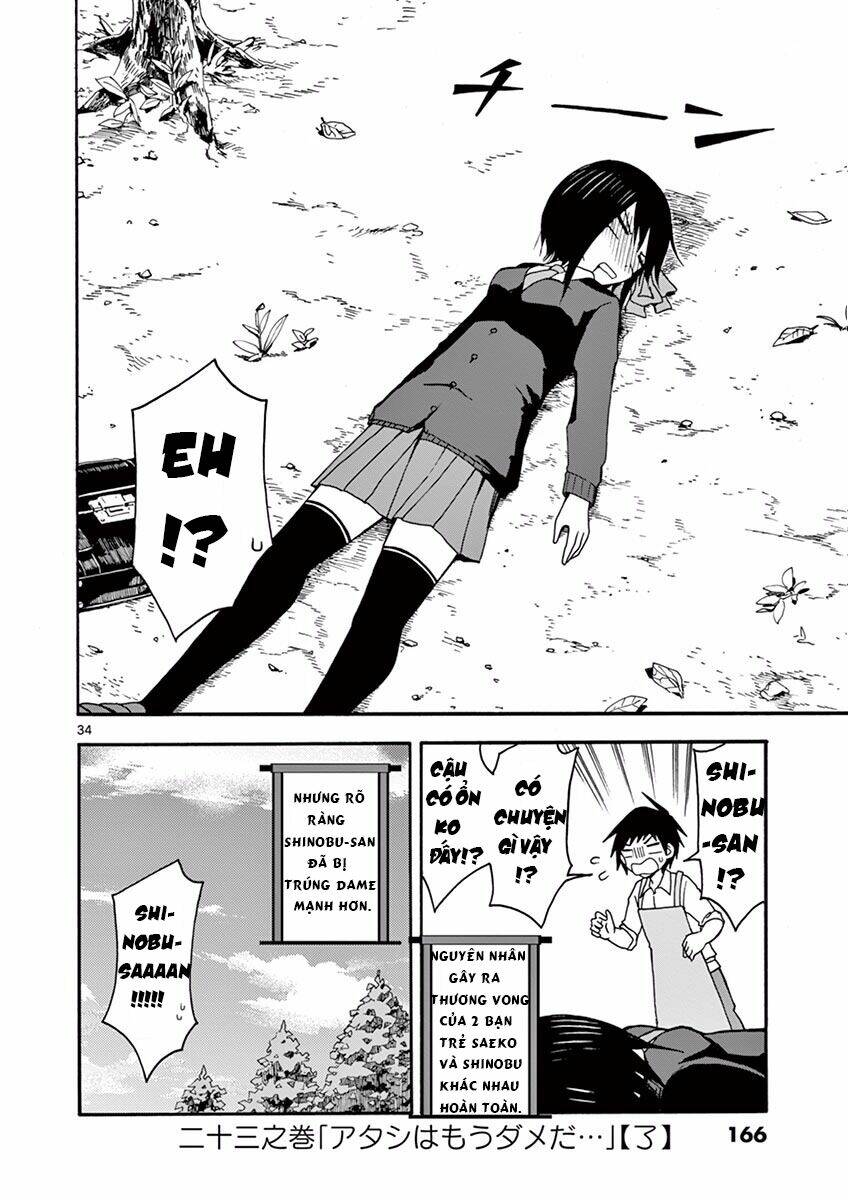 チーーン
EH
!?
34
SHI-
NOBU
-SAN
!?
CÓ
CHUYỆN
GÌ VẬY
!?
CẬU
CÓ ỔN
KO
ĐẤY!?
NGUYÊN NHÂN
GÂY RA
THƯƠNG VONG
CỦA 2 BẠN
TRẺ SAEKO
VÀ SHINOBU
KHÁC NHAU
HOÀN TOÀN.
NHƯNG RÕ
RÀNG
SHINOBU-SAN
ĐÃ BỊ
TRÚNG DAME
MẠNH HƠN.
SHI-
NOBU-
SAAAAN
!!!!!
二十三之巻「アタシはもうダメだ…」【了】
166